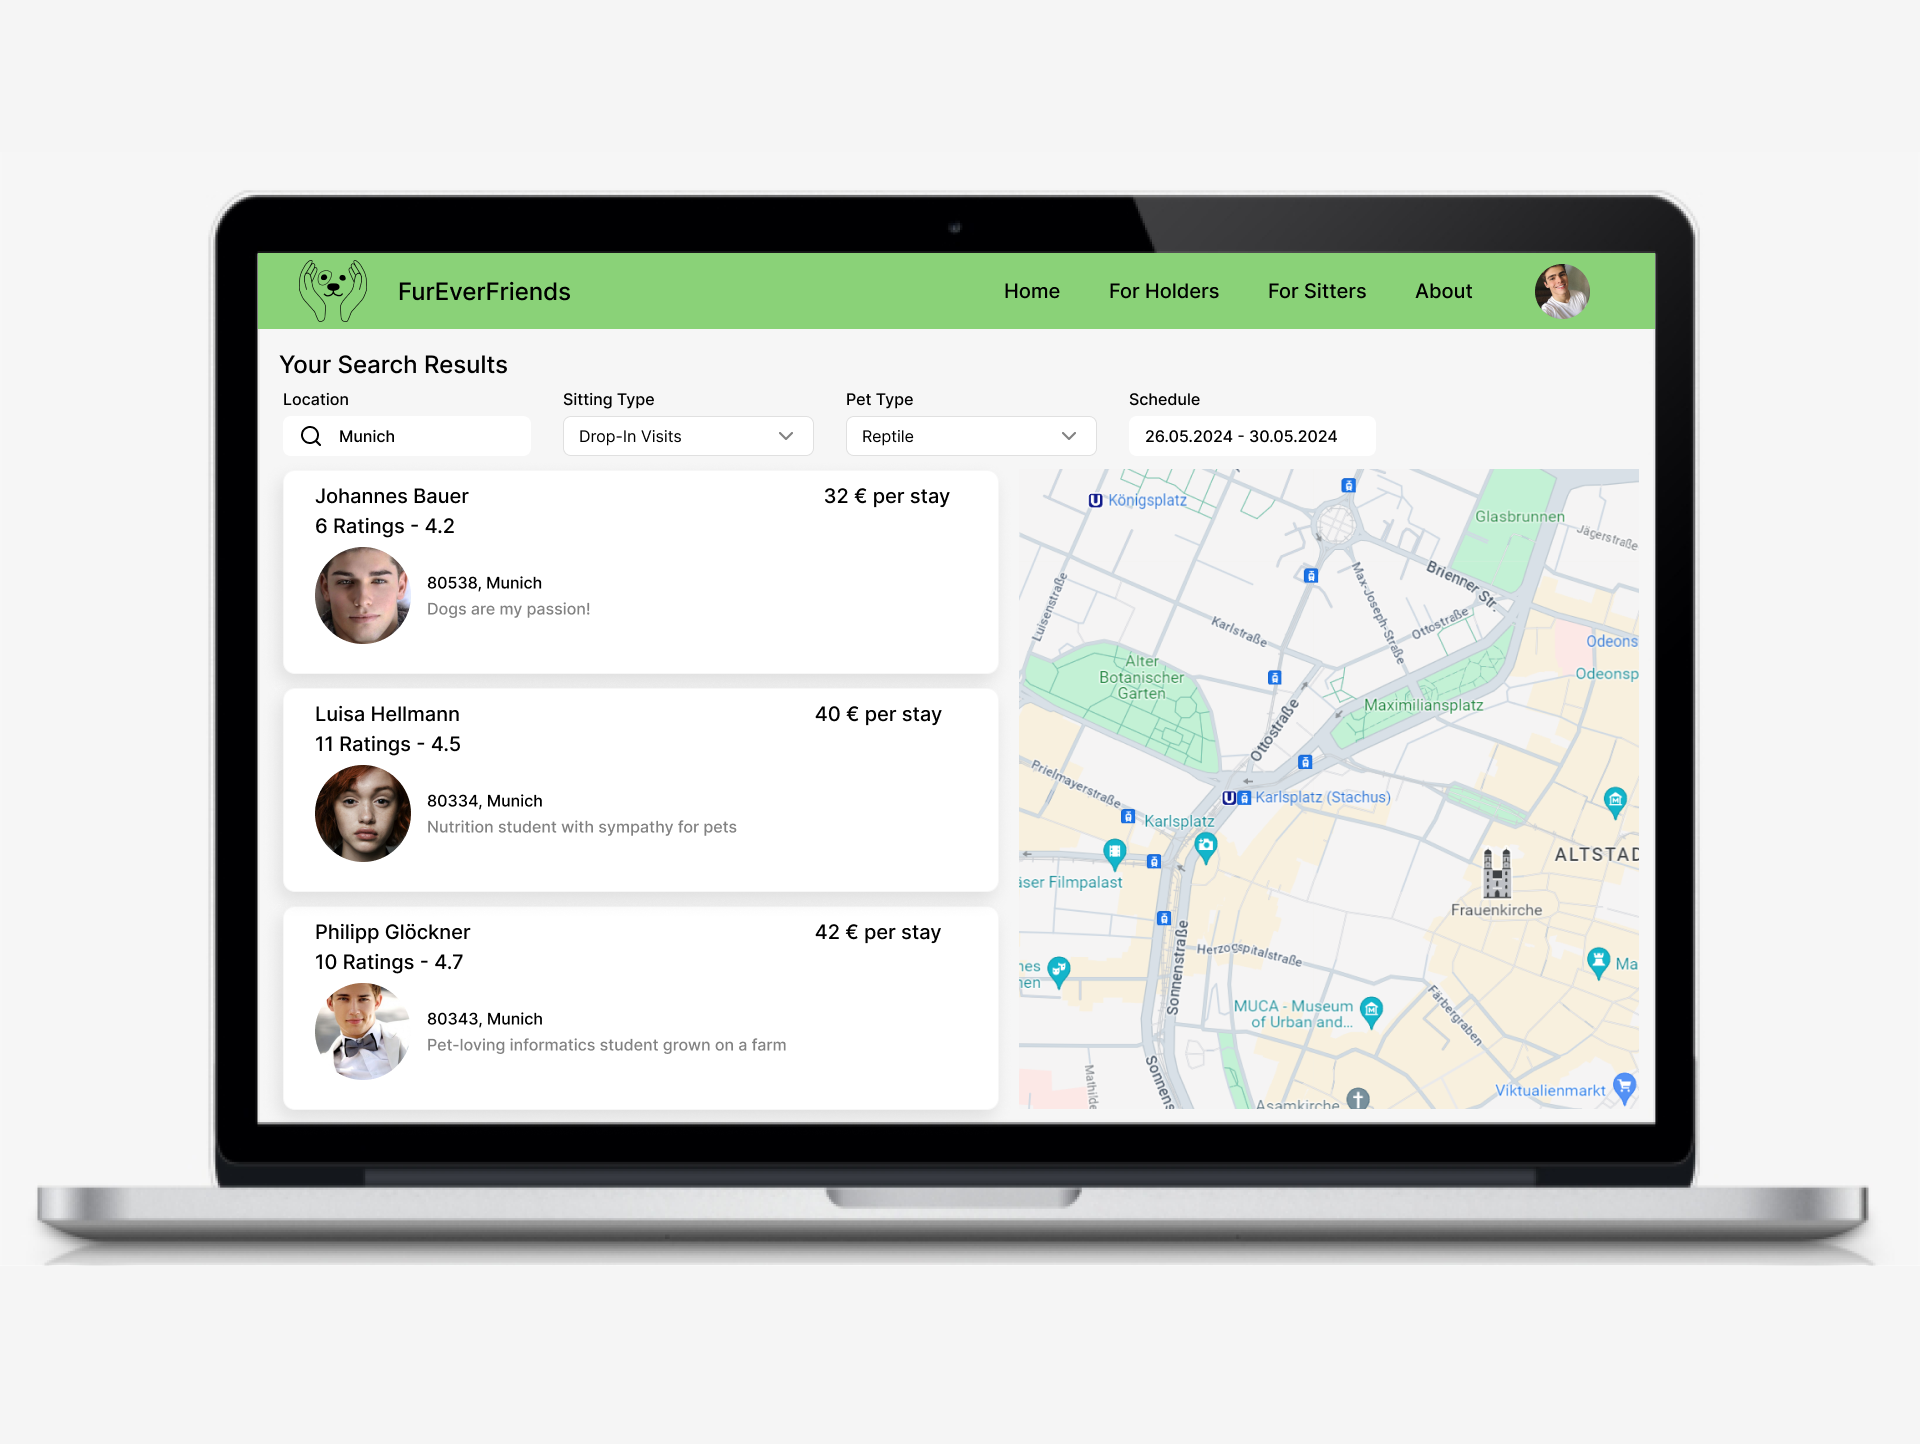 FurEverFriends
Home
For Holders
For Sitters
About
Your Search Results
Location
Sitting Type
Pet Type
Schedule
Munich
Drop-In Visits
Reptile
26.05.2024 - 30.05.2024
Johannes Bauer
32 € per stay
6 Ratings - 4.2
80538, Munich
Dogs are my passion!
Luisa Hellmann
40 € per stay
11 Ratings - 4.5
80334, Munich
Nutrition student with sympathy for pets
Philipp Glöckner
42 € per stay
10 Ratings - 4.7
80343, Munich
Pet-loving informatics student grown on a farm
U Königsplatz
Glasbrunnen
Jägerstraße
Brienner Str.
Luisenstraße
Max-Joseph-Straße
Karlstraße
Ottostraße
Odeons
Odeonsp
Alter
Botanischer
Garten
Maximiliansplatz
Ottostraße
Prielmayerstraße
U Karlsplatz (Stachus)
Karlsplatz
ALTSTAD
äser Filmpalast
Frauenkirche
Sonnenstraße
Herzogspitalstraße
nes
nen
Ma
MUCA - Museum
of Urban and...
Färbergraben
Sonnens
Mathilde
Viktualienmarkt
Asamkirche